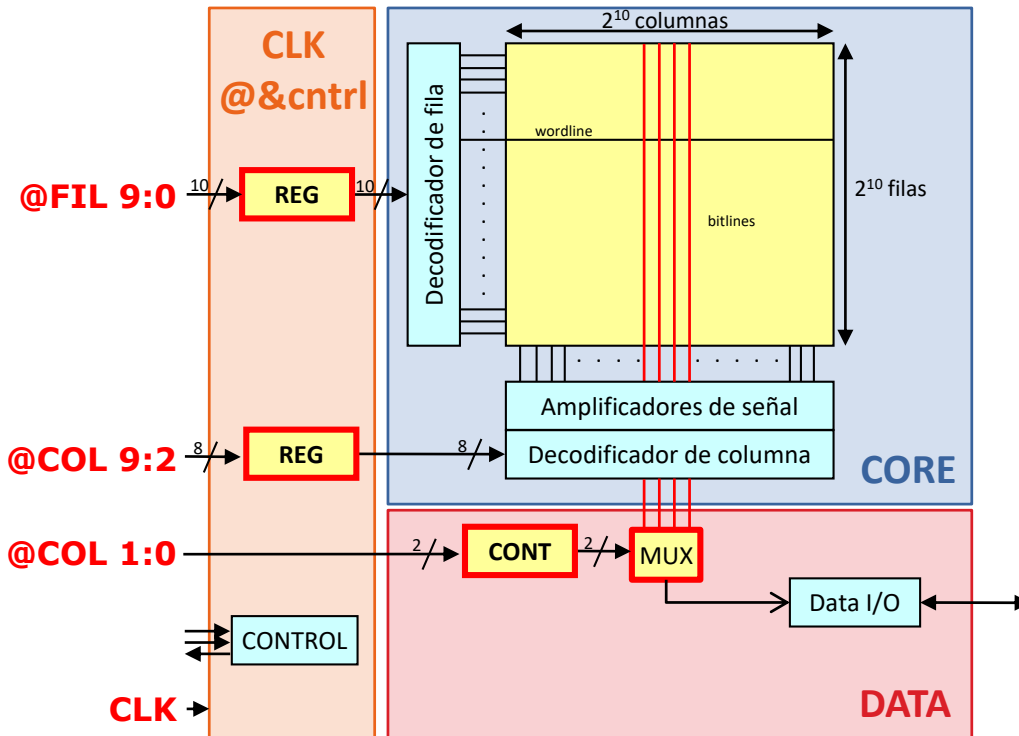 2¹⁰ columnas
CLK
@&cntrl
Decodificador de fila
wordline
@FIL 9:0
10
REG
10
2¹⁰ filas
bitlines
. . . . . . . . . . .
. . . . . . . . . . .
Amplificadores de señal
@COL 9:2
8
REG
8
Decodificador de columna
CORE
@COL 1:0
2
CONT
2
MUX
Data I/O
CONTROL
CLK
DATA